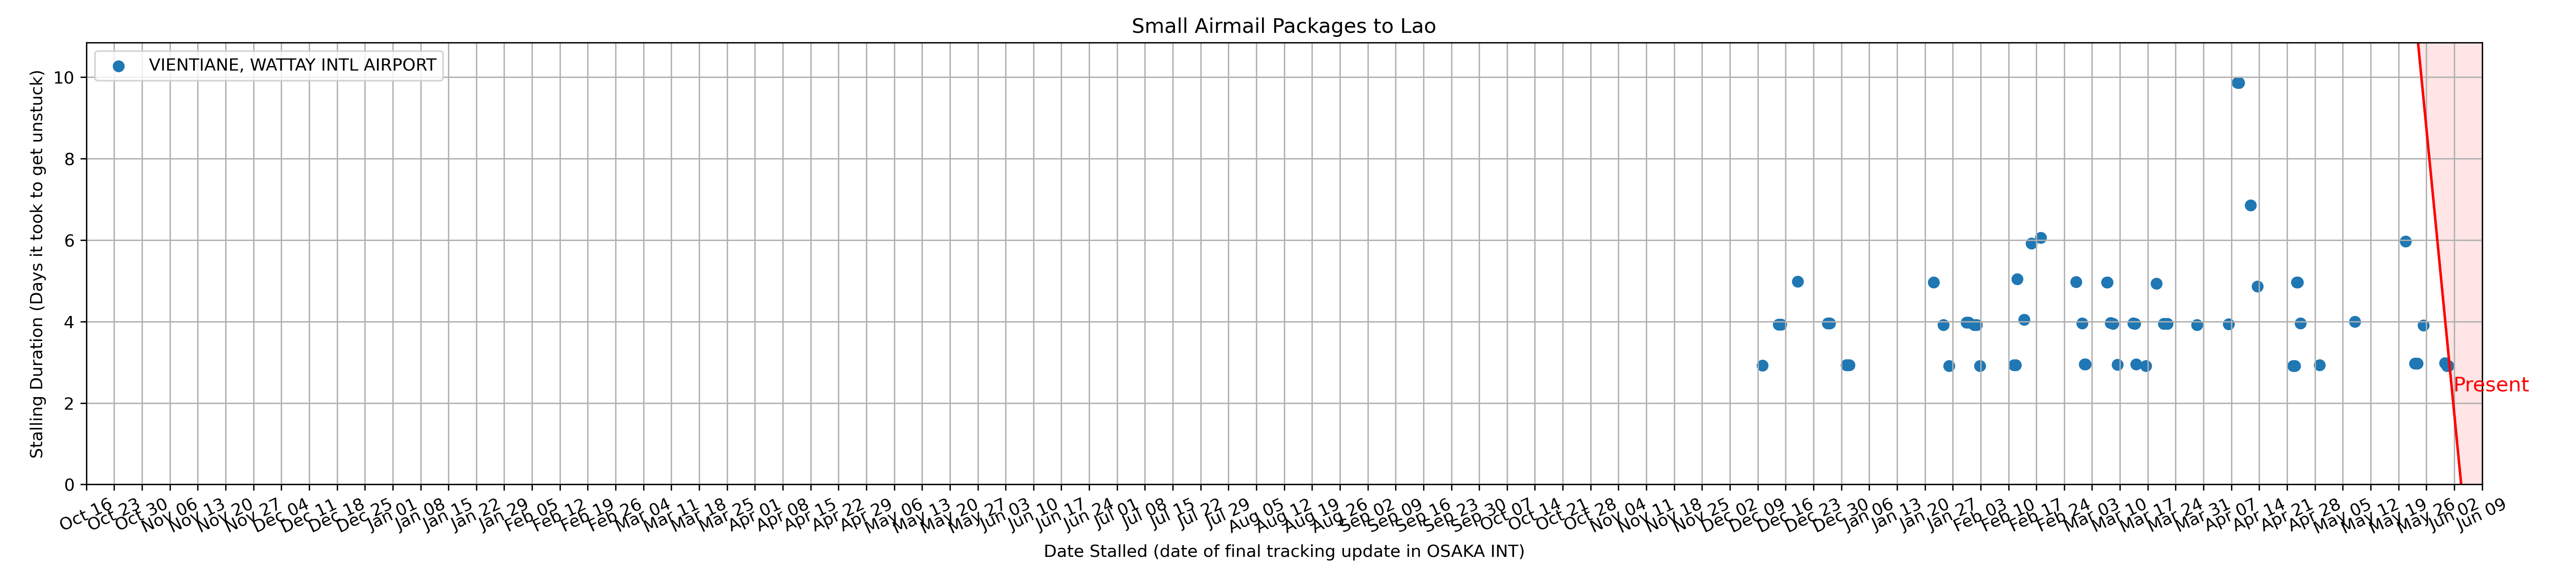 Small Airmail Packages to Lao
VIENTIANE, WATTAY INTL AIRPORT
Stalling Duration (Days it took to get unstuck)
10
8
6
4
2
0
Present
Oct 16
Oct 23
Oct 30
Nov 06
Nov 13
Nov 20
Nov 27
Dec 04
Dec 11
Dec 18
Dec 25
Jan 01
Jan 08
Jan 15
Jan 22
Jan 29
Feb 05
Feb 12
Feb 19
Feb 26
Mar 04
Mar 11
Mar 18
Mar 25
Apr 01
Apr 08
Apr 15
Apr 22
Apr 29
May 06
May 13
May 20
May 27
Jun 03
Jun 10
Jun 17
Jun 24
Jul 01
Jul 08
Jul 15
Jul 22
Jul 29
Aug 05
Aug 12
Aug 19
Aug 26
Sep 02
Sep 09
Sep 16
Sep 23
Sep 30
Oct 07
Oct 14
Oct 21
Oct 28
Nov 04
Nov 11
Nov 18
Nov 25
Dec 02
Dec 09
Dec 16
Dec 23
Dec 30
Jan 06
Jan 13
Jan 20
Jan 27
Feb 03
Feb 10
Feb 17
Feb 24
Mar 03
Mar 10
Mar 17
Mar 24
Mar 31
Apr 07
Apr 14
Apr 21
Apr 28
May 05
May 12
May 19
May 26
Jun 02
Jun 09
Date Stalled (date of final tracking update in OSAKA INT)